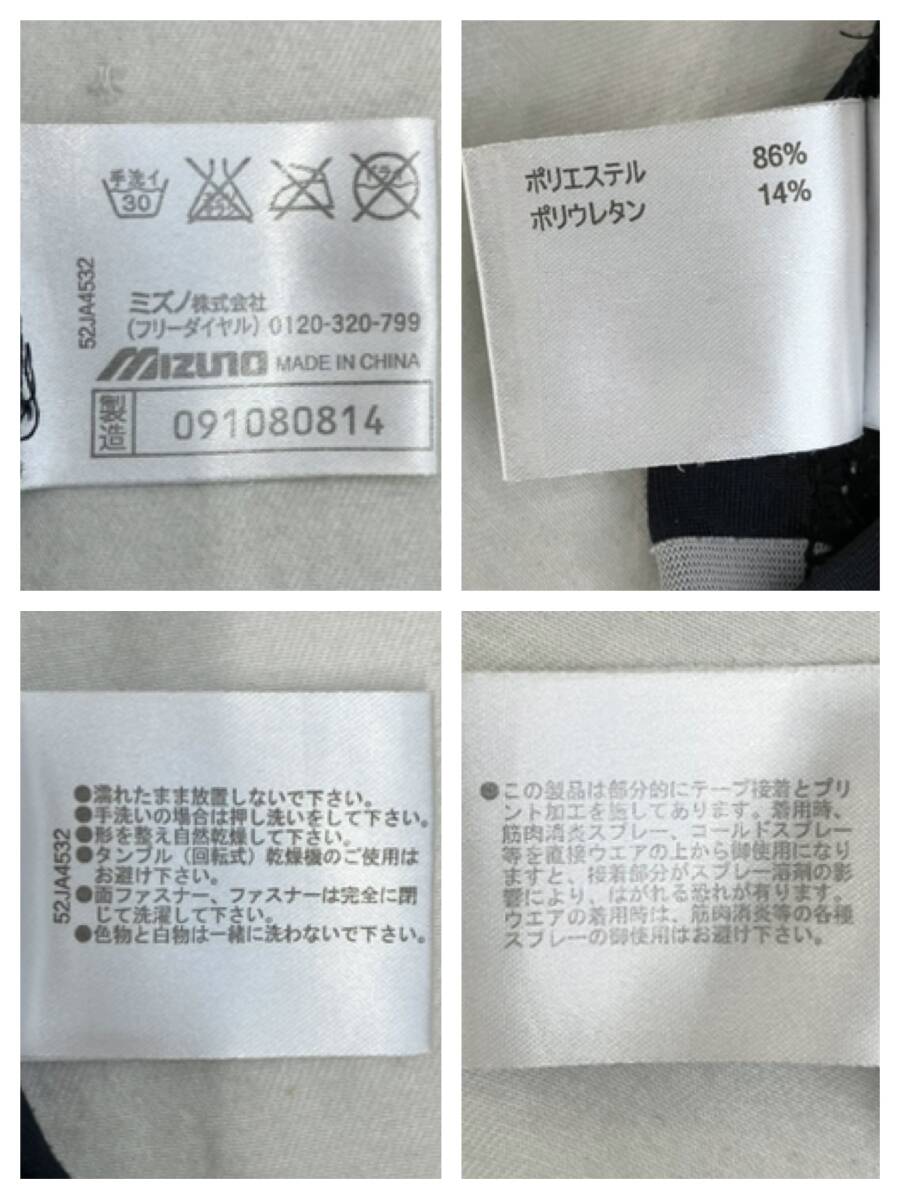 手洗イ
30
エンソ
サラシ
ドライ
52JA4532
ミズノ株式会社
(フリーダイヤル) 0120-320-799
MIZUNO MADE IN CHINA
製造
091080814
ポリエステル 86%
ポリウレタン 14%
52JA4532
●濡れたまま放置しないで下さい。
●手洗いの場合は押し洗いをして下さい。
●形を整え自然乾燥して下さい。
●タンブル（回転式）乾燥機のご使用は
お避け下さい。
●面ファスナー、ファスナーは完全に閉
じて洗濯して下さい。
●色物と白物は一緒に洗わないで下さい。
●この製品は部分的にテープ接着とプリ
ント加工を施してあります。着用時、
筋肉消炎スプレー、コールドスプレー
等を直接ウエアの上から御使用になり
ますと、接着部分がスプレー溶剤の影
響により、はがれる恐れが有ります。
ウエアの着用時は、筋肉消炎等の各種
スプレーの御使用はお避け下さい。